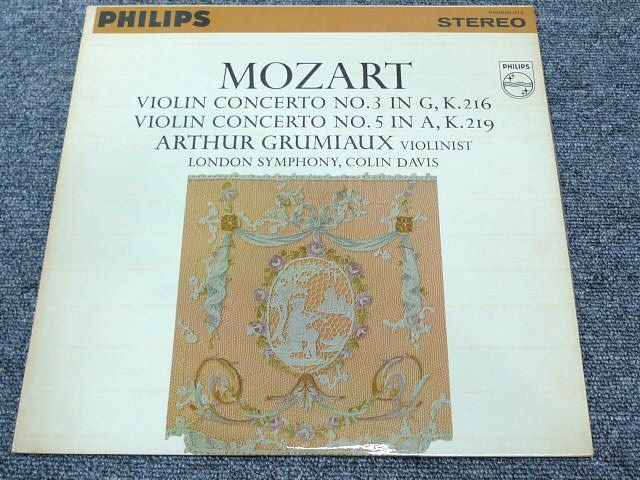 PHILIPS
STEREO
MOZART
PHILIPS
VIOLIN CONCERTO NO. 3 IN G, K. 216
VIOLIN CONCERTO NO. 5 IN A, K. 219
ARTHUR GRUMIAUX VIOLINIST
LONDON SYMPHONY, COLIN DAVIS